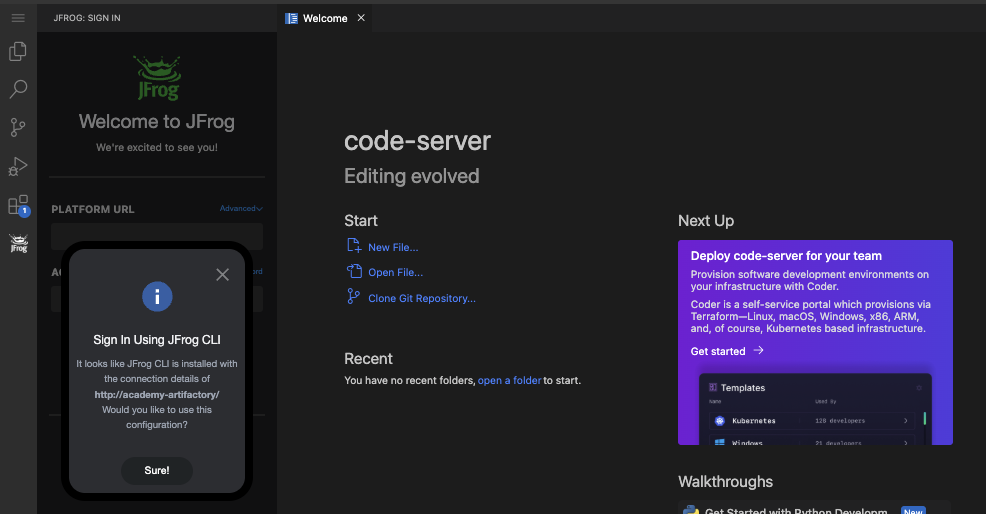 JFROG: SIGN IN
Welcome
JFrog
Welcome to JFrog
We're excited to see you!
PLATFORM URL
Advanced
1
JFrog
Sign In Using JFrog CLI
It looks like JFrog CLI is installed with
the connection details of
http://academy-artifactory/
Would you like to use this
configuration?
Sure!
code-server
Editing evolved
Start
New File...
Open File...
Clone Git Repository...
Recent
You have no recent folders, open a folder to start.
Next Up
Deploy code-server for your team
Provision software development environments on
your infrastructure with Coder.
Coder is a self-service portal which provisions via
Terraform—Linux, macOS, Windows, x86, ARM,
and, of course, Kubernetes based infrastructure.
Get started
Templates
Name Used By
Kubernetes 128 developers
Windows 21 developers
Walkthroughs
Get Started with Python Developm
New